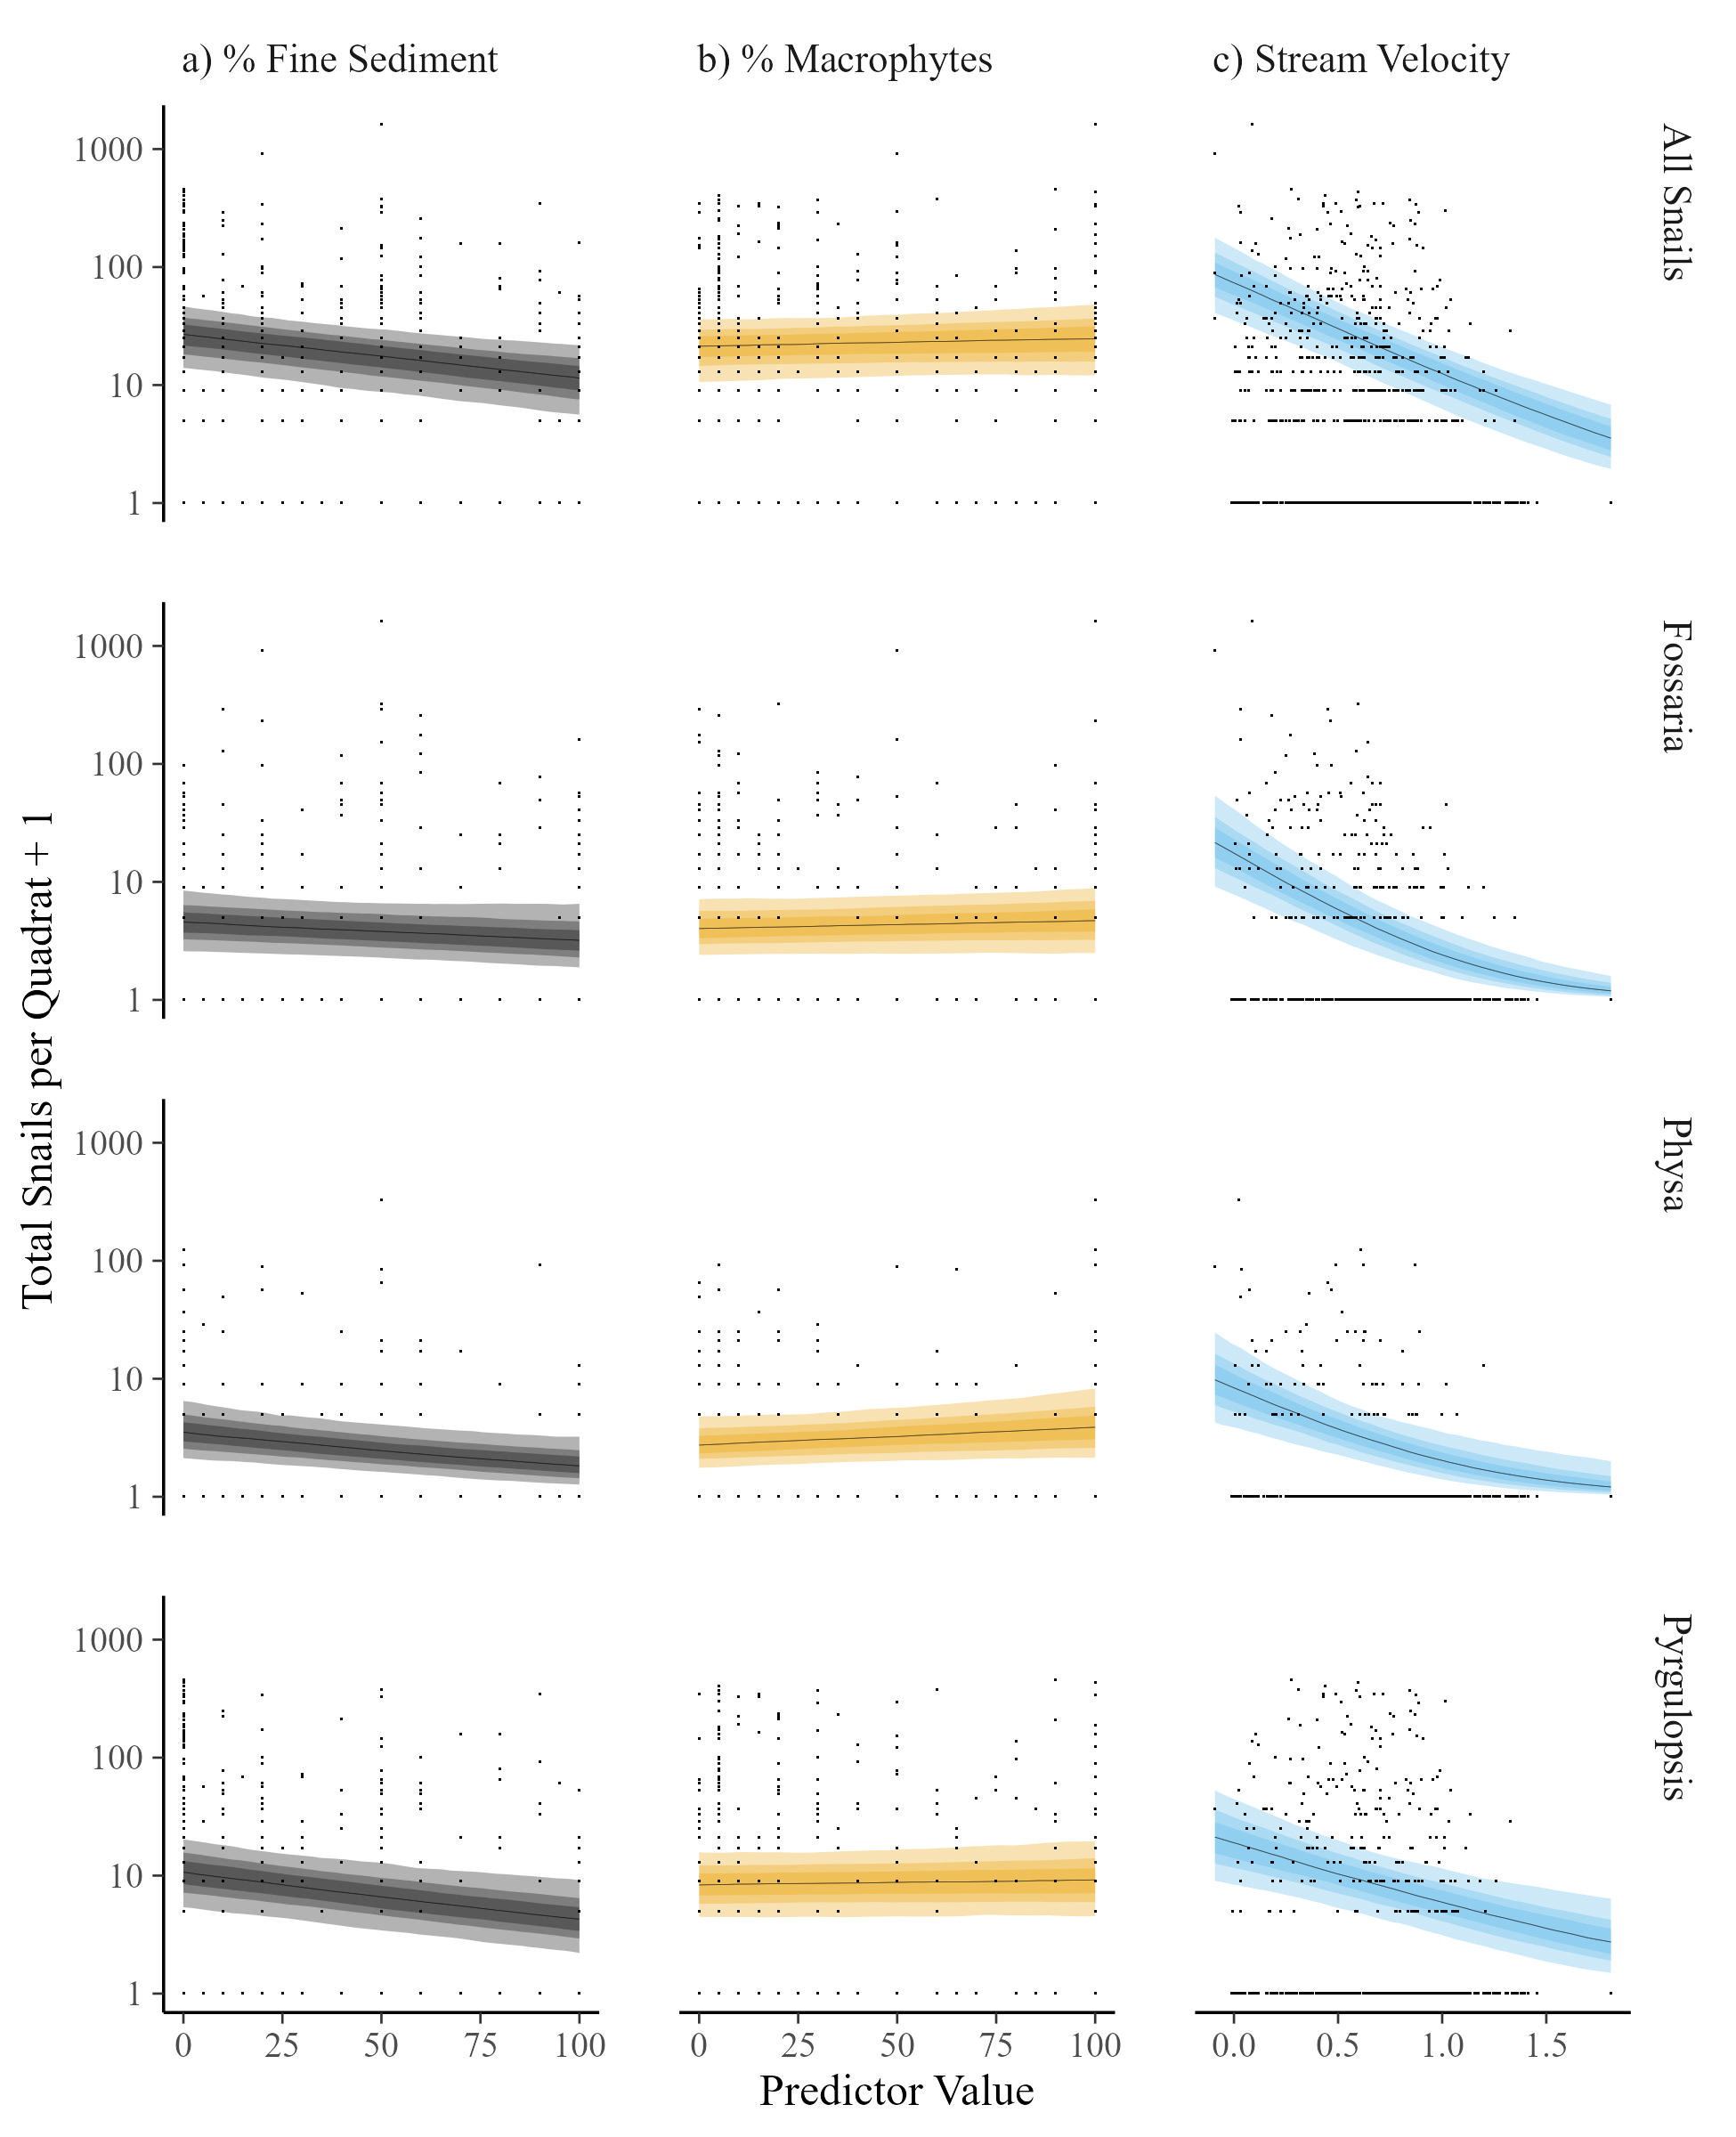 a) % Fine Sediment
b) % Macrophytes
c) Stream Velocity
1000
100
10
1
All Snails
1000
100
10
1
Fossaria
Total Snails per Quadrat + 1
1000
100
10
1
Physa
1000
100
10
1
Pyrgulopsis
0 25 50 75 100
0 25 50 75 100
0.0 0.5 1.0 1.5
Predictor Value